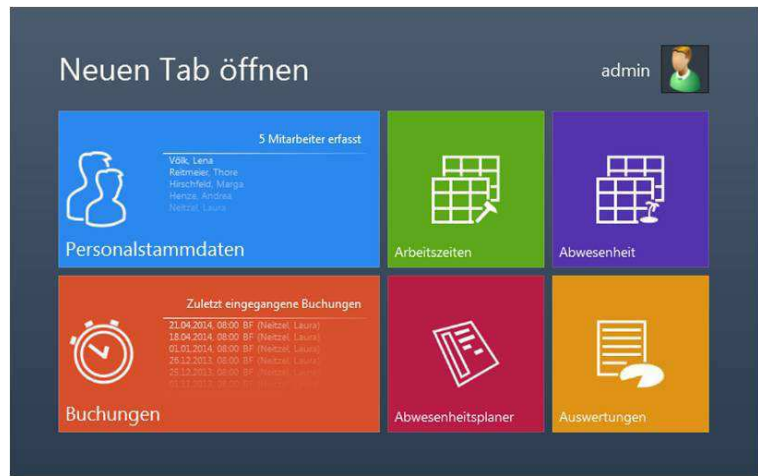 Neuen Tab öffnen
admin
5 Mitarbeiter erfasst
Völk, Lena
Reitmeier, Thore
Hirschfeld, Marga
Henze, Andrea
Neitzel, Laura
Personalstammdaten
Arbeitszeiten
Abwesenheit
Zuletzt eingegangene Buchungen
21.04.2014, 08:00 BF (Neitzel, Laura)
18.04.2014, 08:00 BF (Neitzel, Laura)
01.01.2014, 08:00 BF (Neitzel, Laura)
26.12.2013, 08:00 BF (Neitzel, Laura)
25.12.2013, 08:00 BF (Neitzel, Laura)
Buchungen
Abwesenheitsplaner
Auswertungen